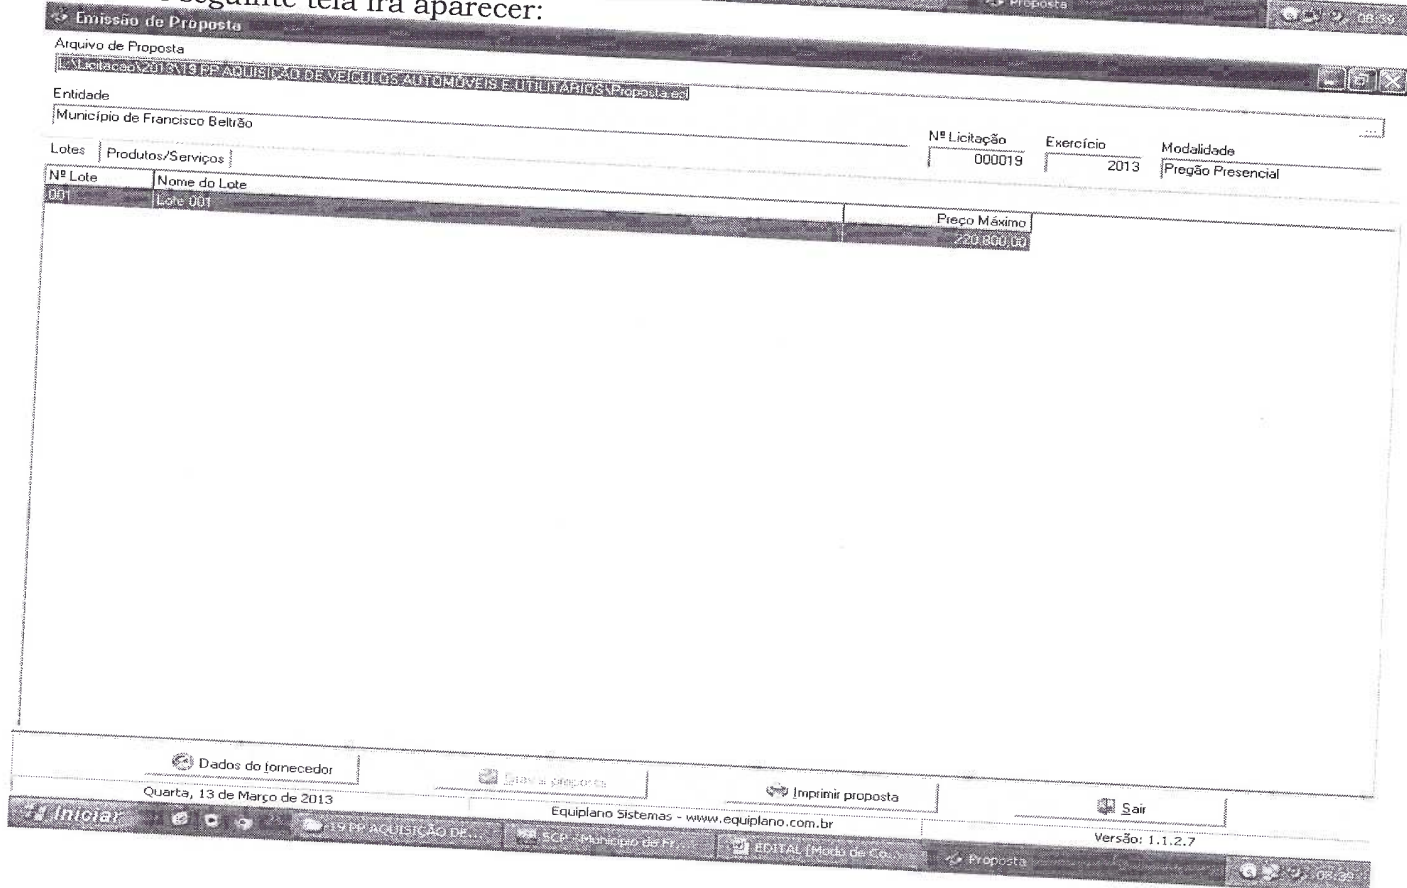 seguinte tela irá aparecer:
Proposta
08:39
Emissão de Proposta
Arquivo de Proposta
L:\Licitacao\2013\19 PP AQUISIÇÃO DE VEÍCULOS AUTOMÓVEIS E UTILITÁRIOS\Proposta.esl
Entidade
Município de Francisco Beltrão
Nº Licitação
000019
Exercício
2013
Modalidade
Pregão Presencial
...
Lotes
Produtos/Serviços
Nº Lote
Nome do Lote
Preço Máximo
001
Lote 001
220.800,00
Dados do fornecedor
Gravar proposta
Imprimir proposta
Sair
Quarta, 13 de Março de 2013
Equiplano Sistemas - www.equiplano.com.br
Versão: 1.1.2.7
Iniciar
19 PP AQUISIÇÃO DE...
SCP - Município de Fr...
EDITAL [Modo de Co...
Proposta
08:39